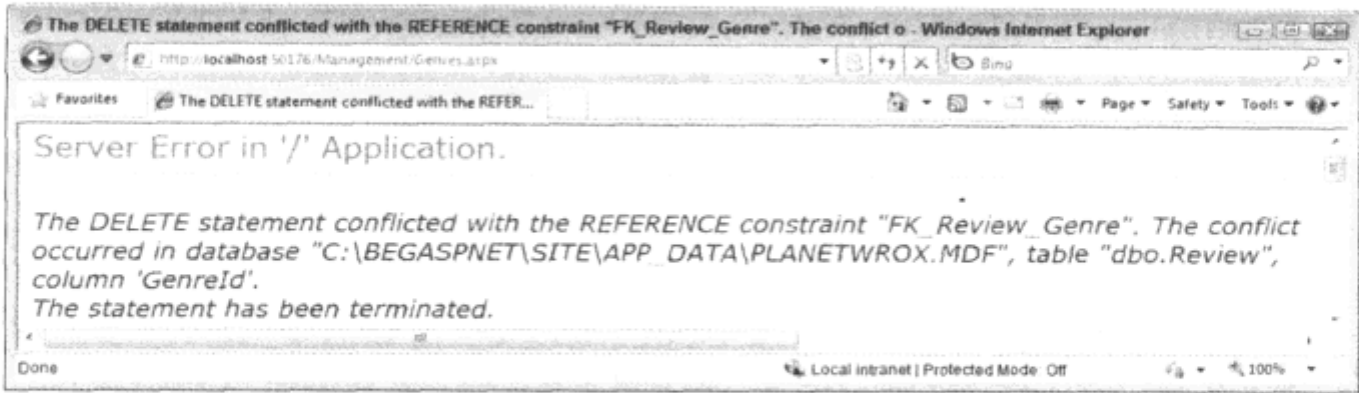 The DELETE statement conflicted with the REFERENCE constraint "FK_Review_Genre". The conflict o - Windows Internet Explorer
http://localhost:50176/Management/Genres.aspx
Bing
Favorites
The DELETE statement conflicted with the REFER...
Page
Safety
Tools
Server Error in '/' Application.
The DELETE statement conflicted with the REFERENCE constraint "FK_Review_Genre". The conflict
occurred in database "C:\BEGASPNET\SITE\APP_DATA\PLANETWROX.MDF", table "dbo.Review",
column 'GenreId'.
The statement has been terminated.
Done
Local intranet | Protected Mode: Off
100%